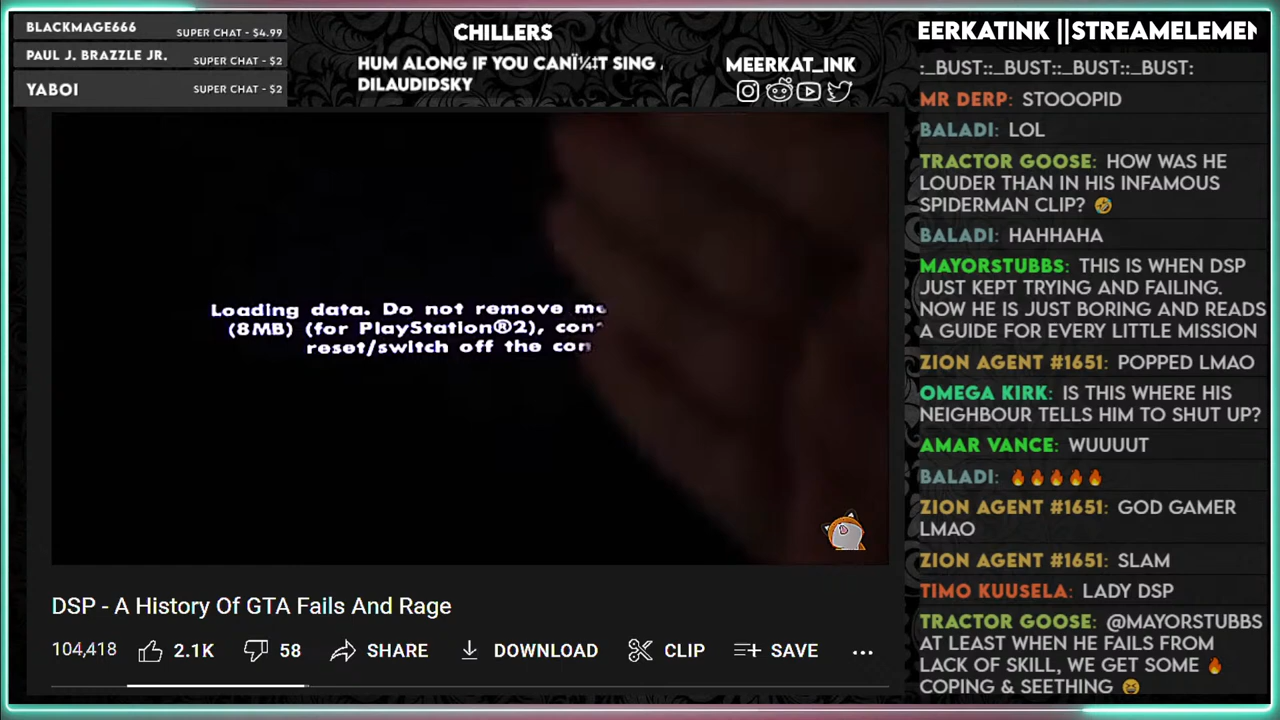 BLACKMAGE666
SUPER CHAT - $4.99
PAUL J. BRAZZLE JR.
SUPER CHAT - $2
YABOI
SUPER CHAT - $2
CHILLERS
HUM ALONG IF YOU CANÏ¼T SING
DILAUDIDSKY
MEERKAT_INK
EERKATINK ||STREAMELEMEN
:_BUST::_BUST::_BUST::_BUST:
MR DERP: STOOOPID
BALADI: LOL
TRACTOR GOOSE: HOW WAS HE
LOUDER THAN IN HIS INFAMOUS
SPIDERMAN CLIP? 🤣
BALADI: HAHHAHA
MAYORSTUBBS: THIS IS WHEN DSP
JUST KEPT TRYING AND FAILING.
NOW HE IS JUST BORING AND READS
A GUIDE FOR EVERY LITTLE MISSION
ZION AGENT #1651: POPPED LMAO
OMEGA KIRK: IS THIS WHERE HIS
NEIGHBOUR TELLS HIM TO SHUT UP?
AMAR VANCE: WUUUUT
BALADI: 🔥🔥🔥🔥🔥
ZION AGENT #1651: GOD GAMER
LMAO
ZION AGENT #1651: SLAM
TIMO KUUSELA: LADY DSP
TRACTOR GOOSE: @MAYORSTUBBS
AT LEAST WHEN HE FAILS FROM
LACK OF SKILL, WE GET SOME 🔥
COPING & SEETHING 😆
Loading data. Do not remove me
(8MB) (for PlayStation®2), con
reset/switch off the con
DSP - A History Of GTA Fails And Rage
104,418
2.1K
58
SHARE
DOWNLOAD
CLIP
SAVE